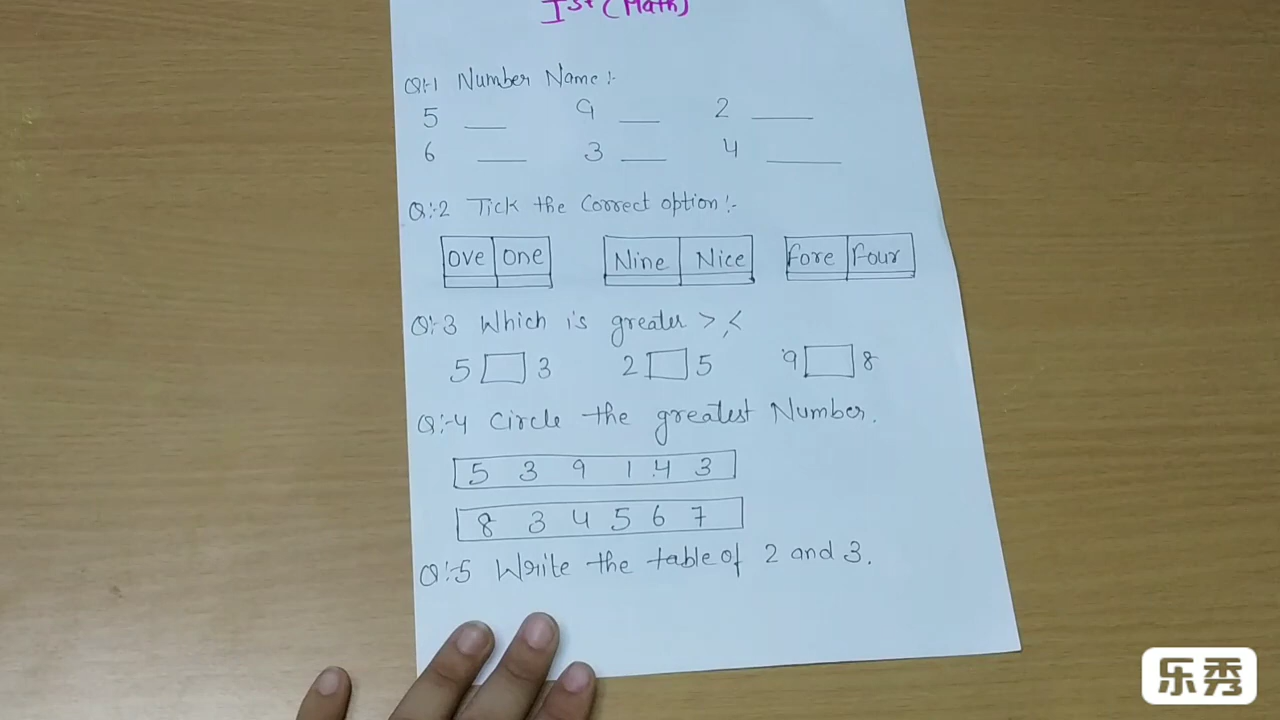 Ist (Math)
Q:-1 Number Name:-
5 ___ 9 ___ 2 ___
6 ___ 3 ___ 4 ___
Q:-2 Tick the Correct option:-
ove one Nine Nice Fore Four
Q:-3 Which is greater >,<
5 □ 3 2 □ 5 9 □ 8
Q:-4 Circle the greatest Number.
5 3 9 1 4 3
8 3 4 5 6 7
Q:-5 Write the table of 2 and 3.
乐秀